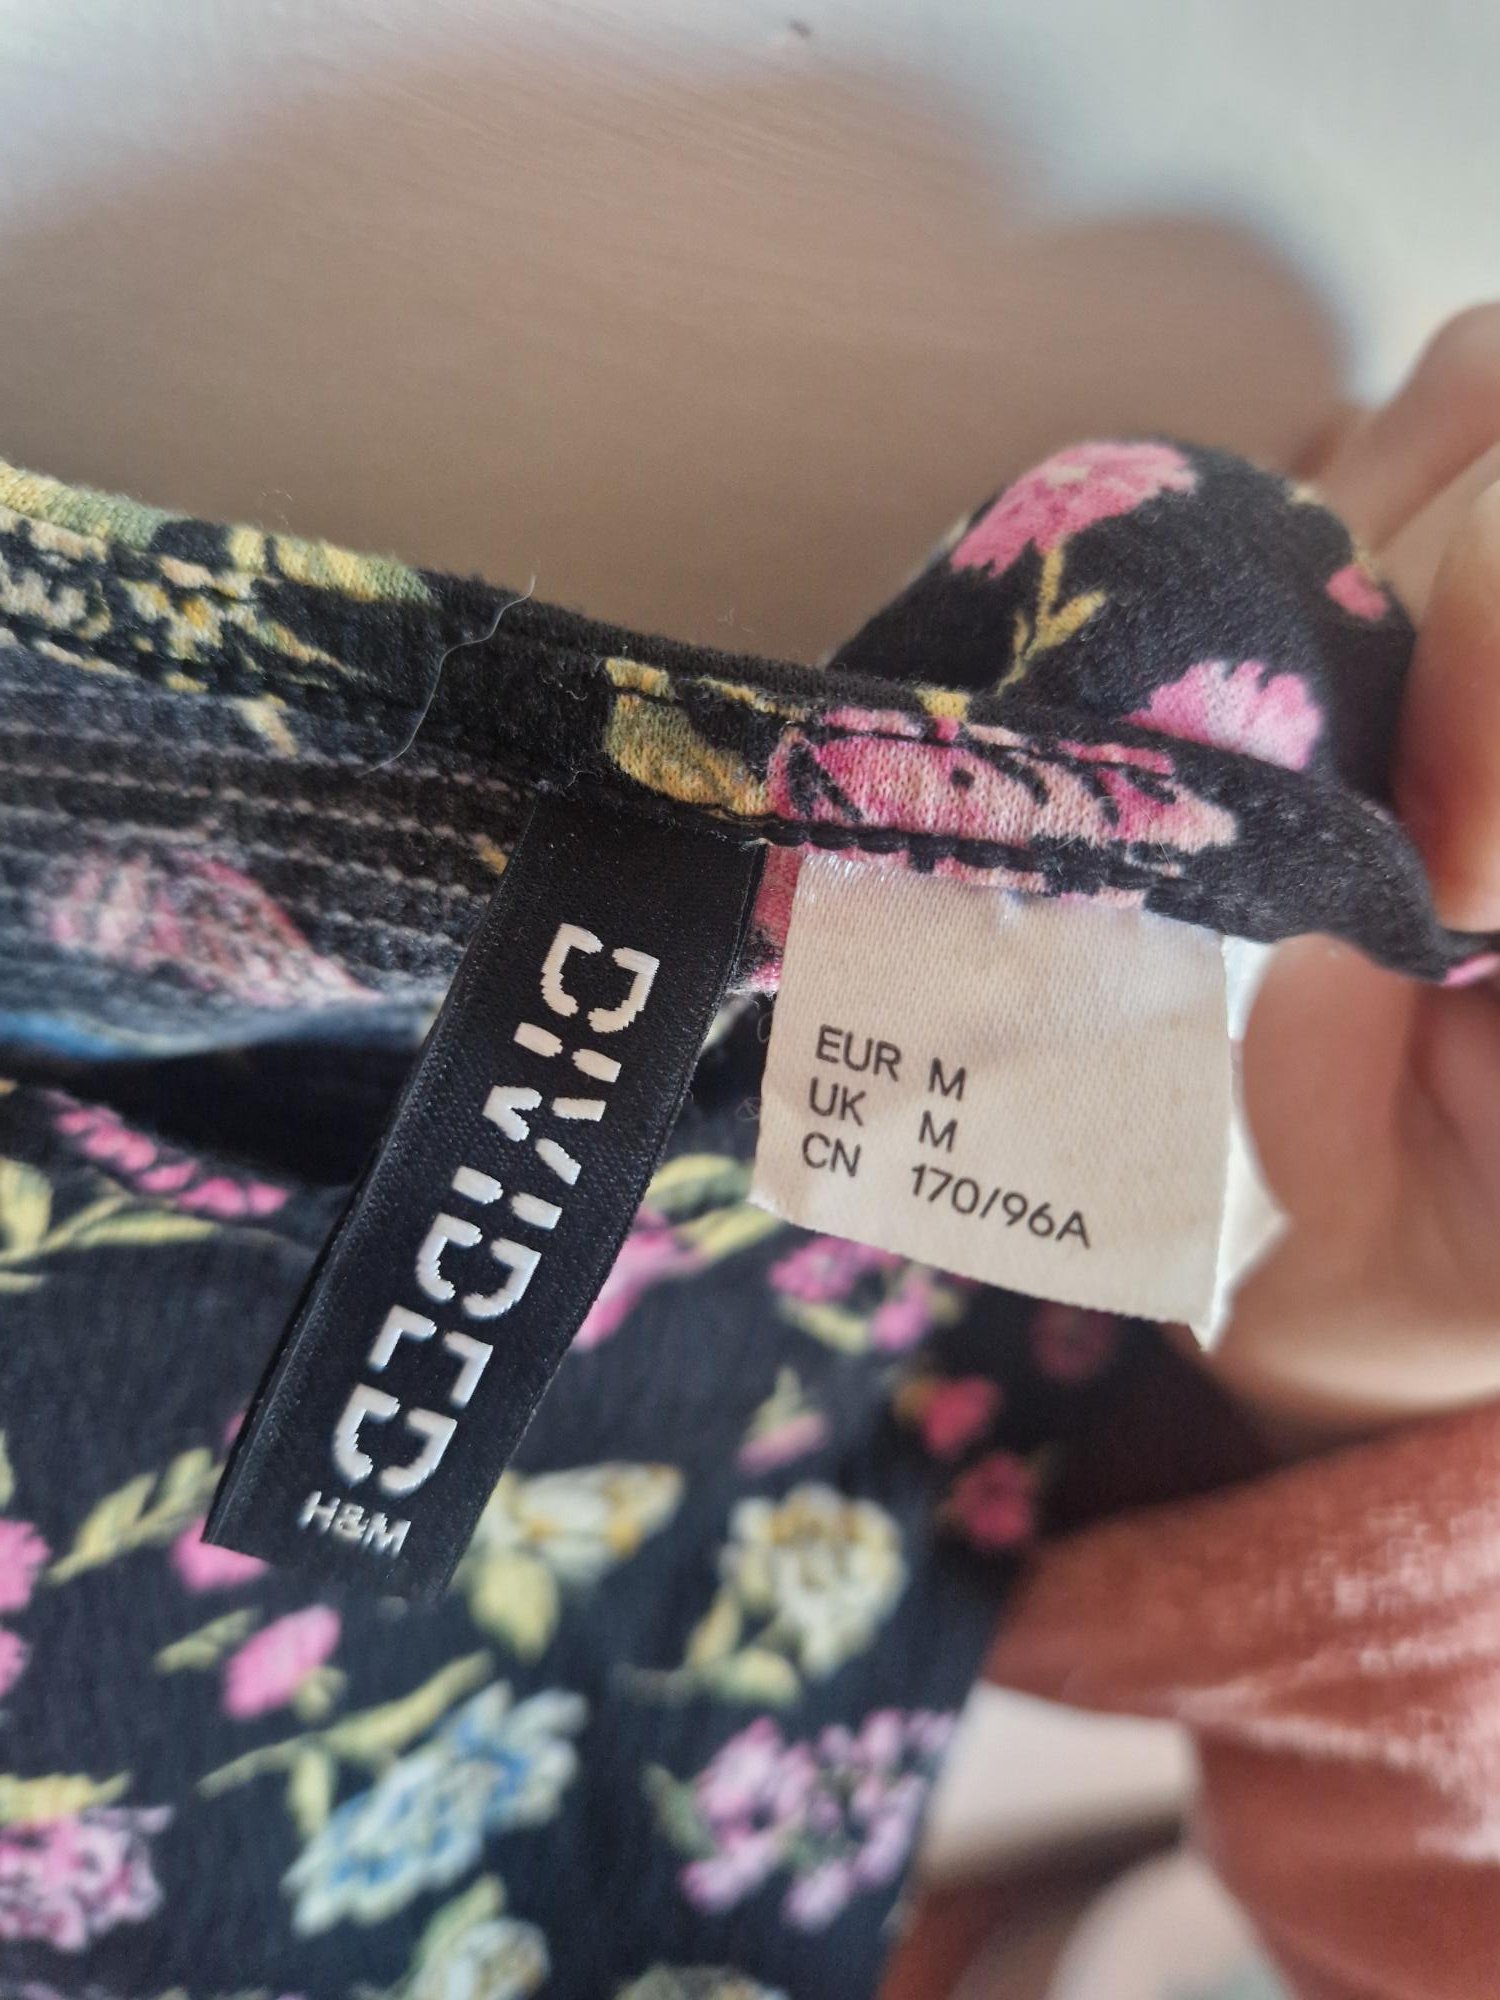 DIVIDED
H&M
EUR M
UK M
CN 170/96A